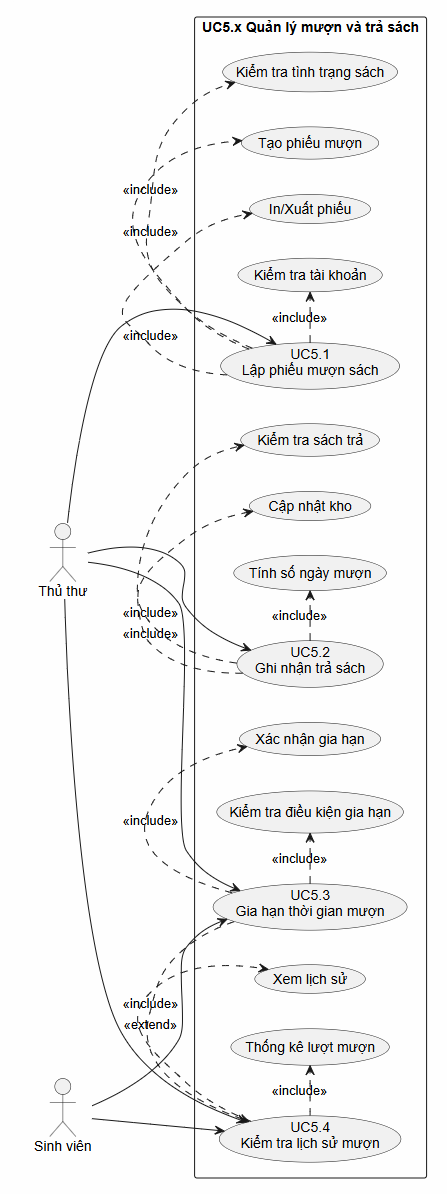 UC5.x Quản lý mượn và trả sách
Kiểm tra tình trạng sách
Tạo phiếu mượn
«include»
In/Xuất phiếu
«include»
Kiểm tra tài khoản
«include»
«include»
UC5.1
Lập phiếu mượn sách
Kiểm tra sách trả
Cập nhật kho
Thủ thư
Tính số ngày mượn
«include»
«include»
«include»
UC5.2
Ghi nhận trả sách
Xác nhận gia hạn
Kiểm tra điều kiện gia hạn
«include»
«include»
UC5.3
Gia hạn thời gian mượn
Xem lịch sử
«include»
«extend»
Thống kê lượt mượn
«include»
UC5.4
Kiểm tra lịch sử mượn
Sinh viên